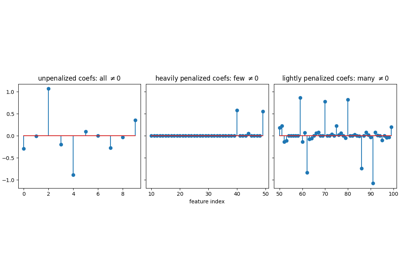 unpenalized coefs: all ≠0
heavily penalized coefs: few ≠0
lightly penalized coefs: many ≠0
1.0
0.5
0.0
−0.5
−1.0
0 2 4 6 8
10 20 30 40 50
50 60 70 80 90 100
feature index